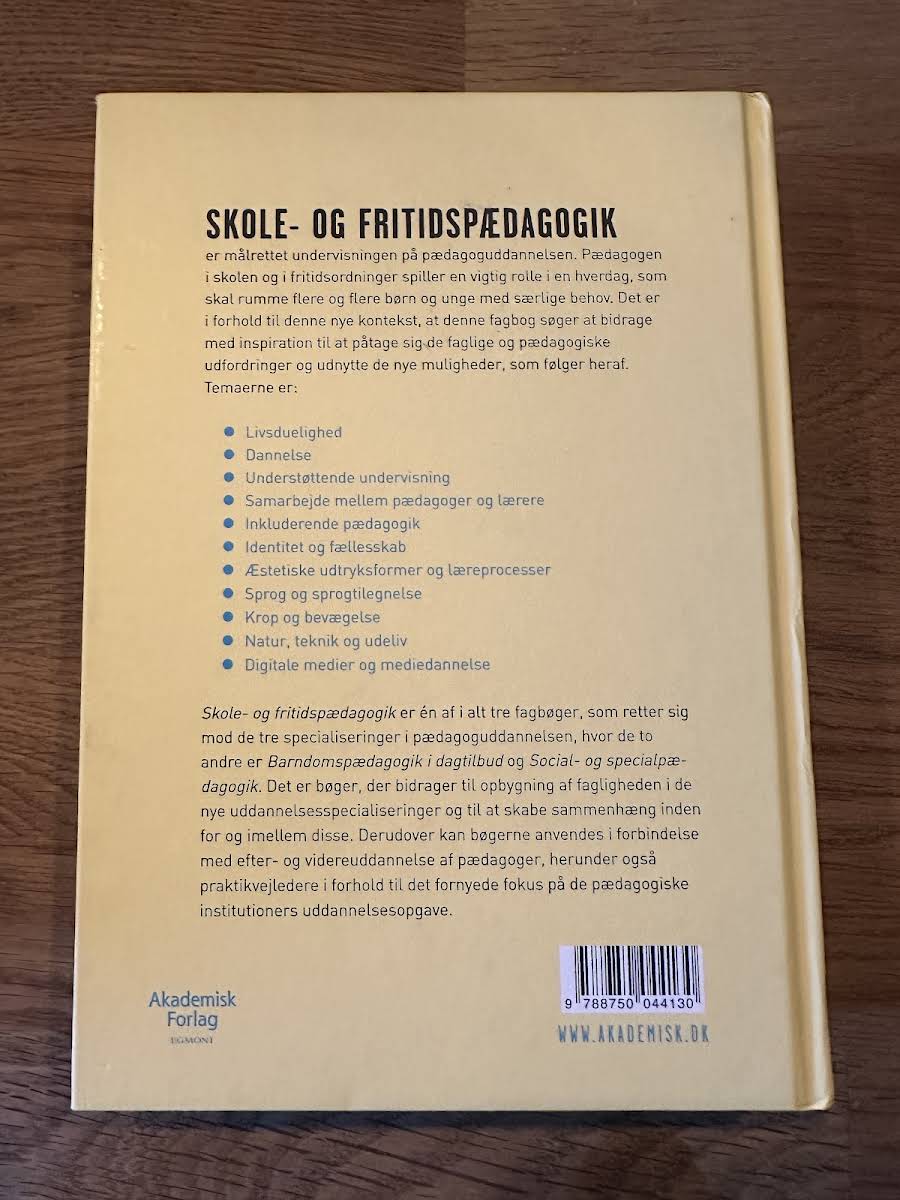 SKOLE- OG FRITIDSPÆDAGOGIK
er målrettet undervisningen på pædagoguddannelsen. Pædagogen
i skolen og i fritidsordninger spiller en vigtig rolle i en hverdag, som
skal rumme flere og flere børn og unge med særlige behov. Det er
i forhold til denne nye kontekst, at denne fagbog søger at bidrage
med inspiration til at påtage sig de faglige og pædagogiske
udfordringer og udnytte de nye muligheder, som følger heraf.
Temaerne er:
● Livsduelighed
● Dannelse
● Understøttende undervisning
● Samarbejde mellem pædagoger og lærere
● Inkluderende pædagogik
● Identitet og fællesskab
● Æstetiske udtryksformer og læreprocesser
● Sprog og sprogtilegnelse
● Krop og bevægelse
● Natur, teknik og udeliv
● Digitale medier og mediedannelse
Skole- og fritidspædagogik er én af i alt tre fagbøger, som retter sig
mod de tre specialiseringer i pædagoguddannelsen, hvor de to
andre er Barndomspædagogik i dagtilbud og Social- og specialpæ-
dagogik. Det er bøger, der bidrager til opbygning af fagligheden i de
nye uddannelsesspecialiseringer og til at skabe sammenhæng inden
for og imellem disse. Derudover kan bøgerne anvendes i forbindelse
med efter- og videreuddannelse af pædagoger, herunder også
praktikvejledere i forhold til det fornyede fokus på de pædagogiske
institutioners uddannelsesopgave.
Akademisk
Forlag
EGMONT
9 788750 044130
WWW.AKADEMISK.DK